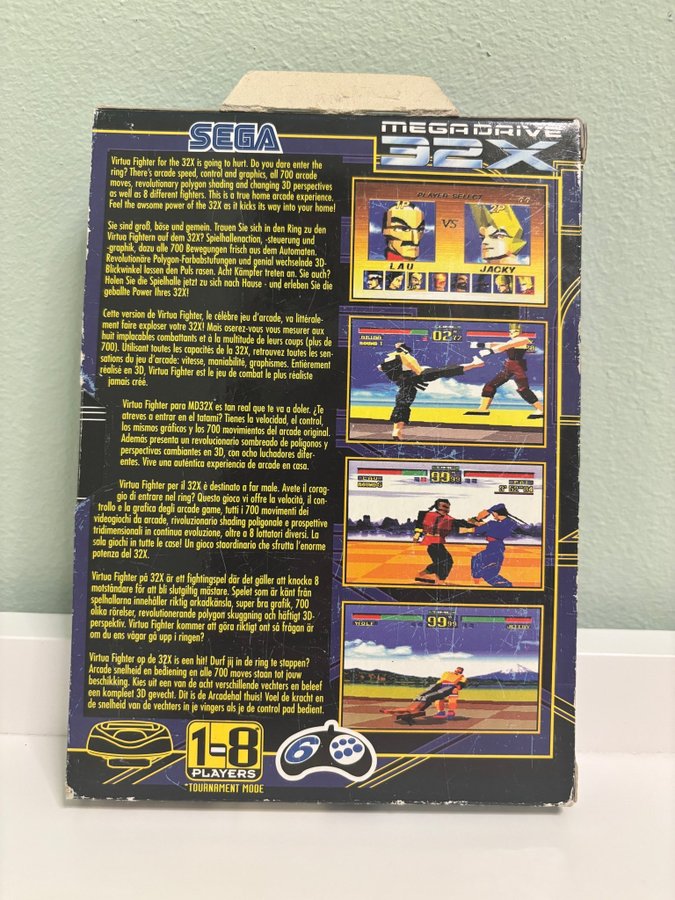 SEGA
MEGA DRIVE
32X
Virtua Fighter for the 32X is going to hurt. Do you dare enter the
ring? There's arcade speed, control and graphics, all 700 arcade
moves, revolutionary polygon shading and changing 3D perspectives
as well as 8 different fighters. This is a true home arcade experience.
Feel the awsome power of the 32X as it kicks its way into your home!
Sie sind groß, böse und gemein. Trauen Sie sich in den Ring zu den
Virtua Fightern auf dem 32X? Spielhallenaction, -steuerung und
-graphik, dazu alle 700 Bewegungen frisch aus dem Automaten.
Revolutionäre Polygon-Farbabstufungen und genial wechselnde 3D-
Blickwinkel lassen den Puls rasen. Acht Kämpfer treten an. Sie auch?
Holen Sie die Spielhalle jetzt zu sich nach Hause - und erleben Sie die
geballte Power Ihres 32X!
Cette version de Virtua Fighter, le célèbre jeu d'arcade, va littérale-
ment faire exploser votre 32X! Mais oserez-vous vous mesurer aux
huit implacables combattants et à la multitude de leurs coups (plus de
700). Utilisant toutes les capacités de la 32X, retrouvez toutes les sen-
sations du jeu d'arcade: vitesse, maniabilité, graphismes. Entièrement
réalisé en 3D, Virtua Fighter est le jeu de combat le plus réaliste
jamais créé.
Virtua Fighter para MD32X es tan real que te va a doler. ¿Te
atreves a entrar en el tatami? Tienes la velocidad, el control,
los mismos gráficos y los 700 movimientos del arcade original.
Además presenta un revolucionario sombreado de poligonos y
perspectivas cambiantes en 3D, con ocho luchadores difer-
entes. Vive una auténtica experiencia de arcade en casa.
Virtua Fighter per il 32X è destinato a far male. Avete il corag-
gio di entrare nel ring? Questo gioco vi offre la velocità, il con-
trollo e la grafica degli arcade game, tutti i 700 movimenti dei
videogiochi da arcade, rivoluzionario shading poligonale e prospettive
tridimensionali in continua evoluzione, oltre a 8 lottatori diversi. La
sala giochi in tutte le case! Un gioco staordinario che sfrutta l'enorme
potenza del 32X.
Virtua Fighter på 32X är ett fightingspel där det gäller att knocka 8
motståndare för att bli slutgiltig mästare. Spelet som är känt från
spelhallarna innehåller riktig arkadkänsla, super bra grafik, 700
olika rörelser, revolutionerande polygon skuggning och häftigt 3D-
perspektiv. Virtua Fighter kommer att göra riktigt ont så frågan är
om du ens vågar gå upp i ringen?
Virtua Fighter op de 32X is een hit! Durf jij in de ring te stappen?
Arcade snelheid en bediening en alle 700 moves staan tot jouw
beschikking. Kies uit een van de acht verschillende vechters en beleef
een kompleet 3D gevecht. Dit is de Arcadehal thuis! Voel de kracht en
de snelheid van de vechters in je vingers als je de control pad bedient.
PLAYER SELECT
1P
VS
2P
LAU
JACKY
02
99
99
WOLF
99
99
1-8
PLAYERS
*TOURNAMENT MODE
6